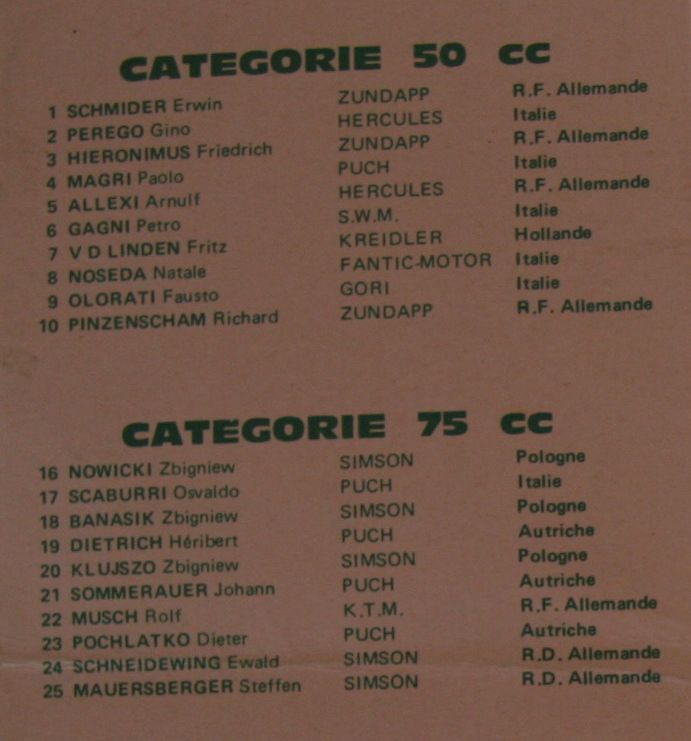 CATEGORIE 50 CC
1 SCHMIDER Erwin ZUNDAPP R.F. Allemande
2 PEREGO Gino HERCULES Italie
3 HIERONIMUS Friedrich ZUNDAPP R.F. Allemande
4 MAGRI Paolo PUCH Italie
5 ALLEXI Arnulf HERCULES R.F. Allemande
6 GAGNI Petro S.W.M. Italie
7 V D LINDEN Fritz KREIDLER Hollande
8 NOSEDA Natale FANTIC-MOTOR Italie
9 OLORATI Fausto GORI Italie
10 PINZENSCHAM Richard ZUNDAPP R.F. Allemande
CATÉGORIE 75 CC
16 NOWICKI Zbigniew SIMSON Pologne
17 SCABURRI Osvaldo PUCH Italie
18 BANASIK Zbigniew SIMSON Pologne
19 DIETRICH Héribert PUCH Autriche
20 KLUJSZO Zbigniew SIMSON Pologne
21 SOMMERAUER Johann PUCH Autriche
22 MUSCH Rolf K.T.M. R.F. Allemande
23 POCHLATKO Dieter PUCH Autriche
24 SCHNEIDEWING Ewald SIMSON R.D. Allemande
25 MAUERSBERGER Steffen SIMSON R.D. Allemande